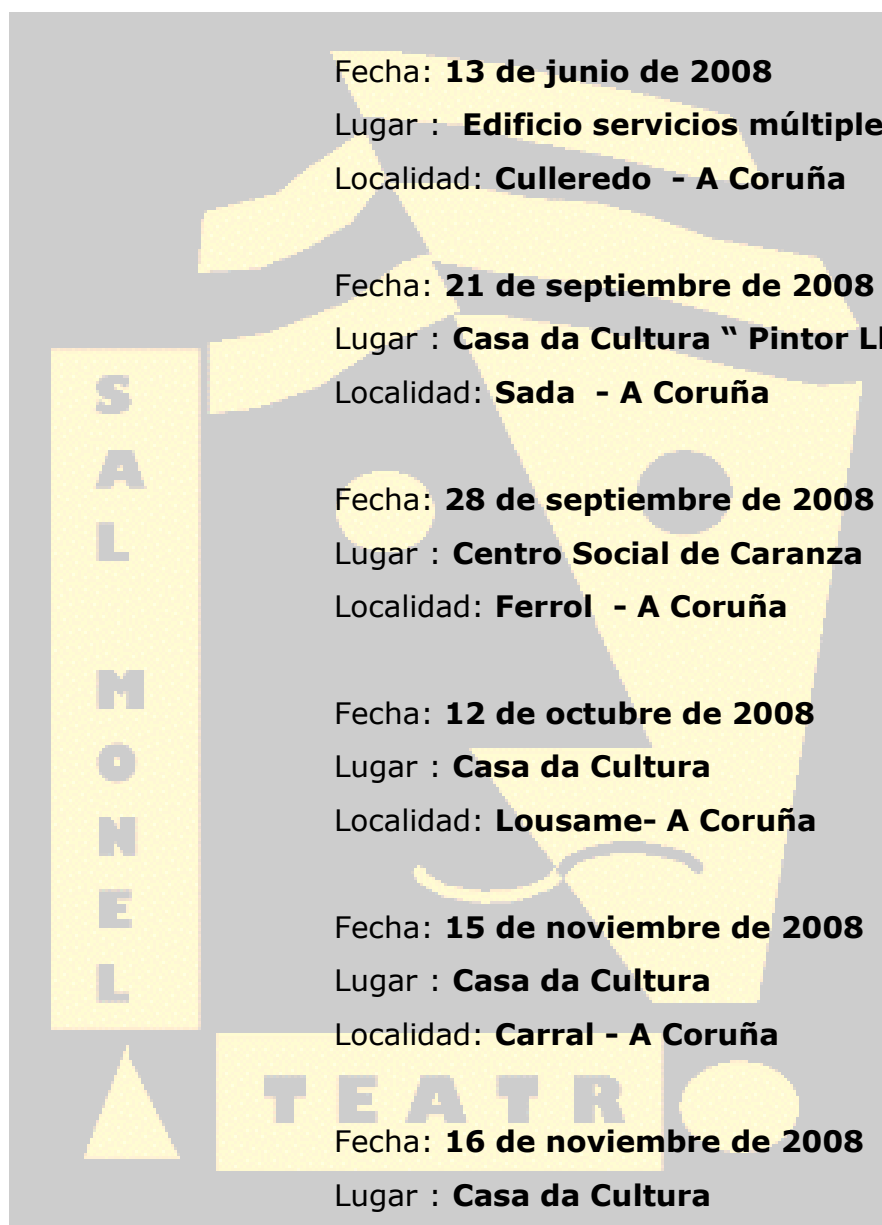 Fecha: 13 de junio de 2008
Lugar : Edificio servicios múltiple
Localidad: Culleredo - A Coruña
Fecha: 21 de septiembre de 2008
Lugar : Casa da Cultura “ Pintor Ll
Localidad: Sada - A Coruña
Fecha: 28 de septiembre de 2008
Lugar : Centro Social de Caranza
Localidad: Ferrol - A Coruña
Fecha: 12 de octubre de 2008
Lugar : Casa da Cultura
Localidad: Lousame- A Coruña
Fecha: 15 de noviembre de 2008
Lugar : Casa da Cultura
Localidad: Carral - A Coruña
Fecha: 16 de noviembre de 2008
Lugar : Casa da Cultura
SAL MONEL
TEATR